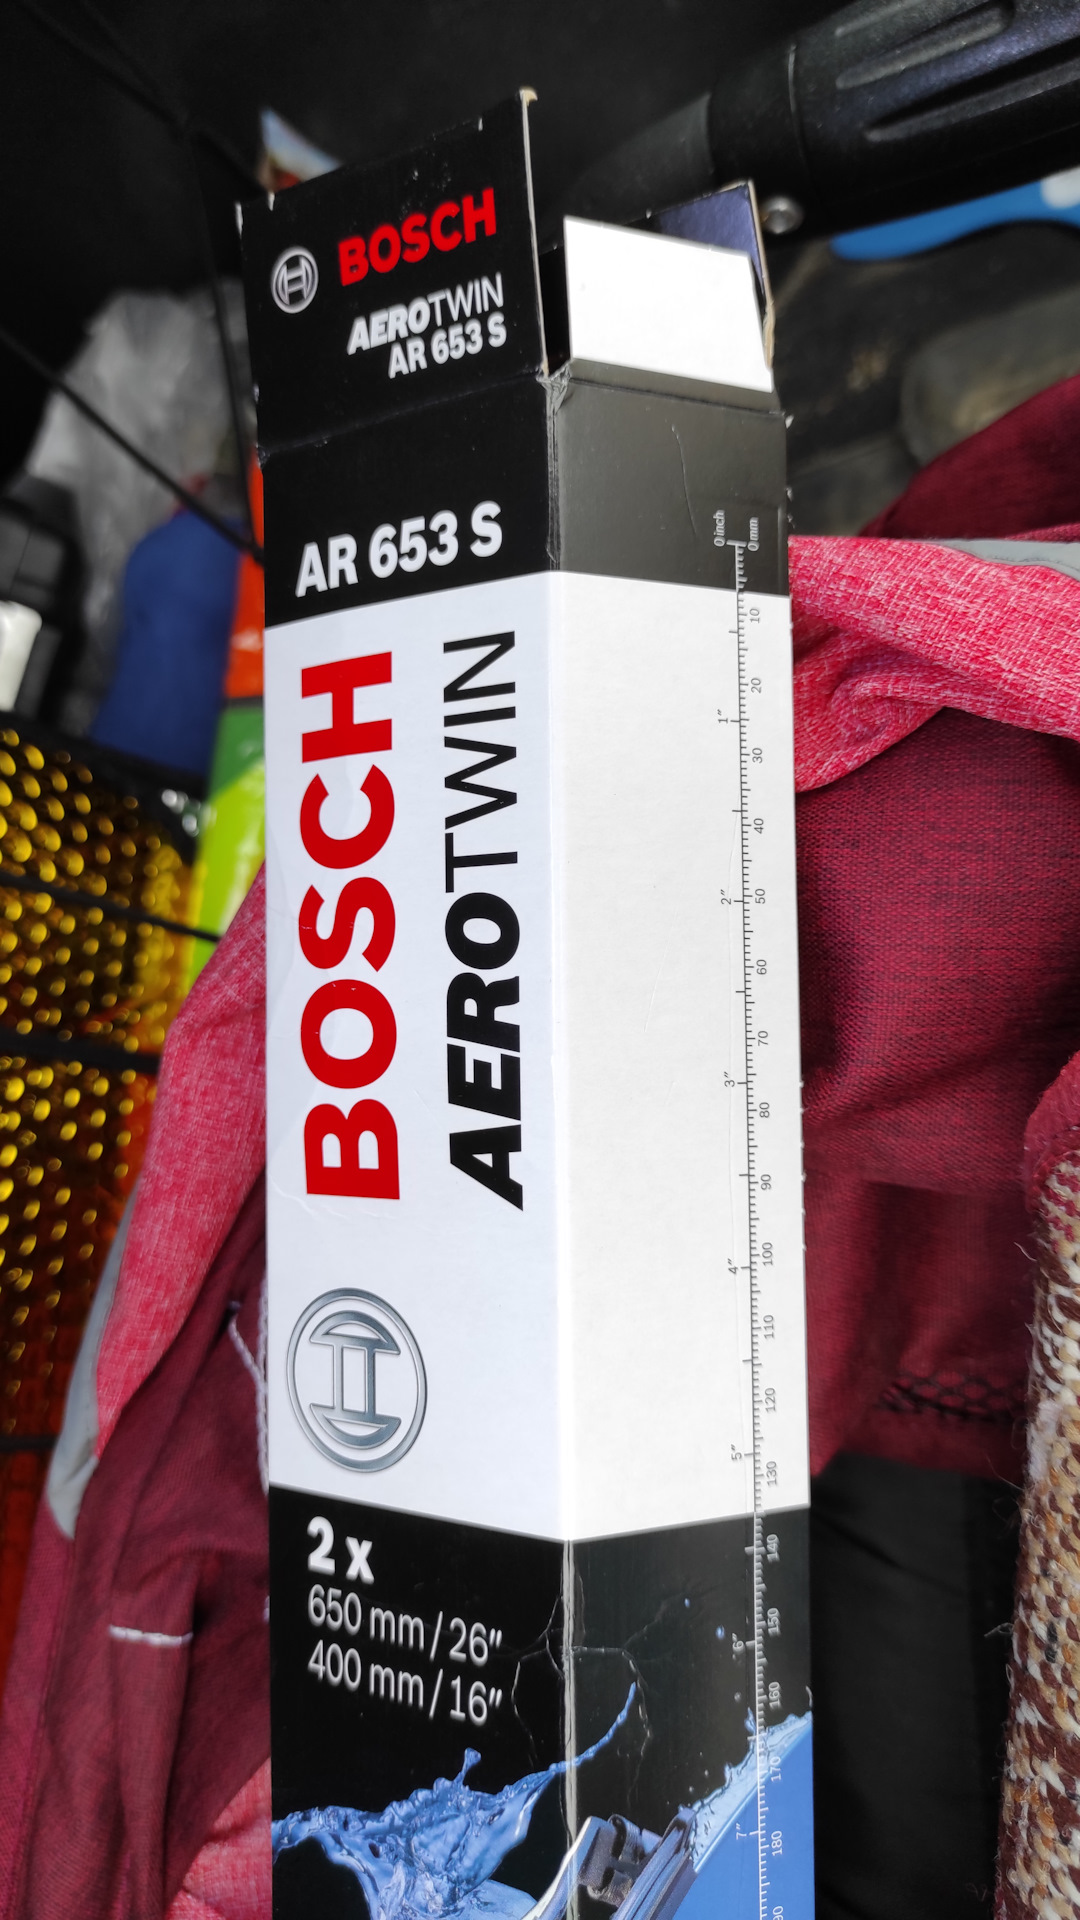 BOSCH
AEROTWIN
AR 653 S
AR 653 S
BOSCH
AEROTWIN
2 x
650 mm / 26"
400 mm / 16"
0 inch
0 mm
10
20
1"
30
40
2"
50
60
70
3"
80
90
4"
100
110
120
5"
130
140
150
6"
160
170
7"
180